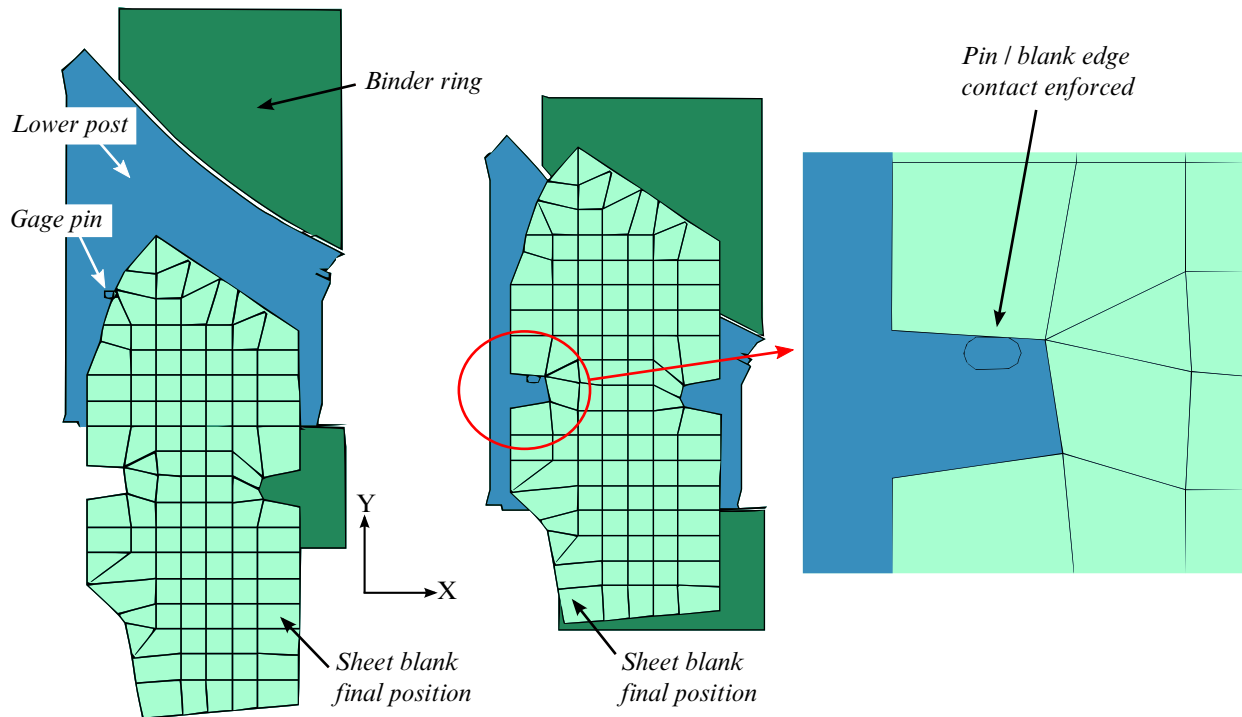 Binder ring
Lower post
Gage pin
Y
X
Sheet blank
final position
Sheet blank
final position
Pin / blank edge
contact enforced